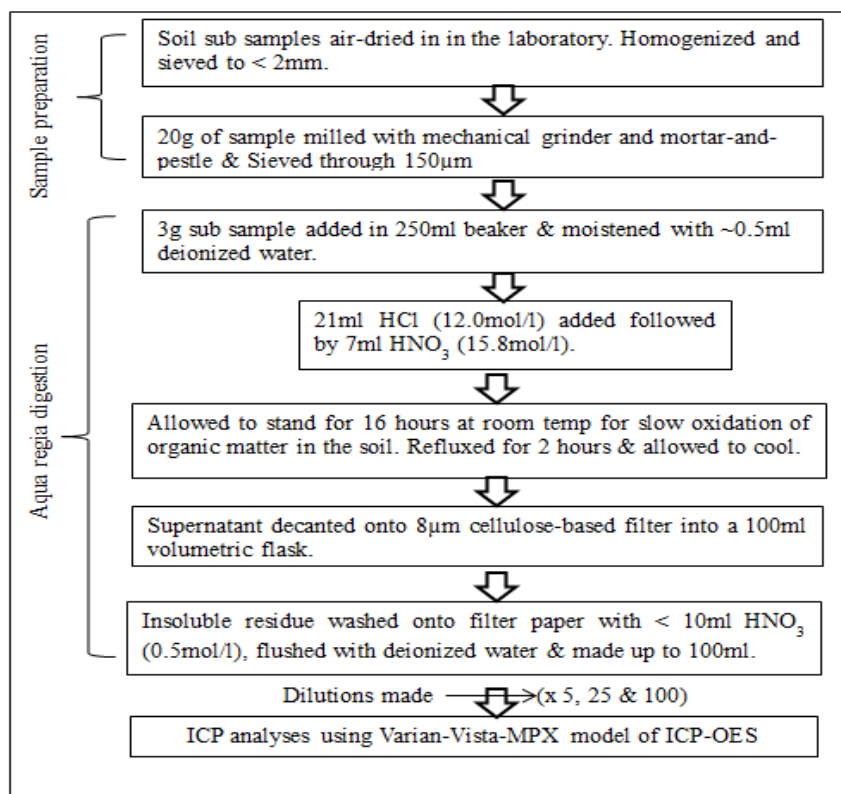 Sample preparation
Soil sub samples air-dried in in the laboratory. Homogenized and
sieved to < 2mm.
20g of sample milled with mechanical grinder and mortar-and-
pestle & Sieved through 150µm
Aqua regia digestion
3g sub sample added in 250ml beaker & moistened with ~0.5ml
deionized water.
21ml HCl (12.0mol/l) added followed
by 7ml HNO₃ (15.8mol/l).
Allowed to stand for 16 hours at room temp for slow oxidation of
organic matter in the soil. Refluxed for 2 hours & allowed to cool.
Supernatant decanted onto 8µm cellulose-based filter into a 100ml
volumetric flask.
Insoluble residue washed onto filter paper with < 10ml HNO₃
(0.5mol/l), flushed with deionized water & made up to 100ml.
Dilutions made (x 5, 25 & 100)
ICP analyses using Varian-Vista-MPX model of ICP-OES